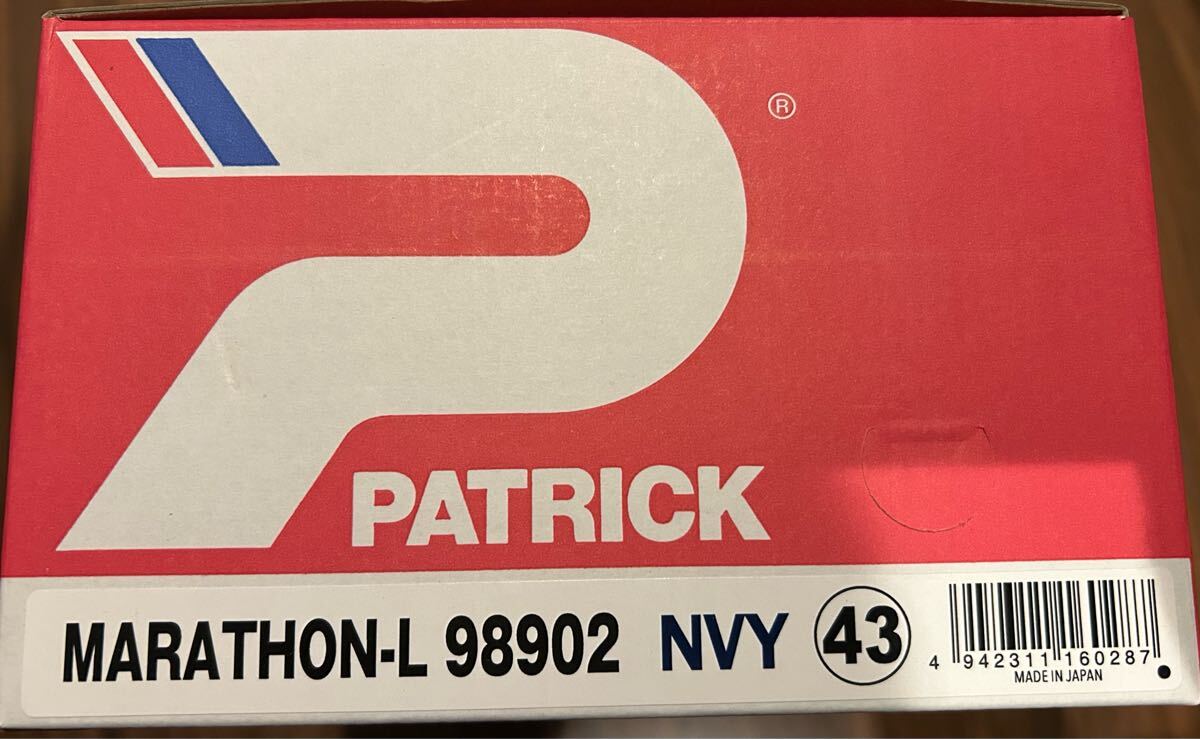 ®
PATRICK
MARATHON-L 98902 NVY 43
4 942311 160287
MADE IN JAPAN